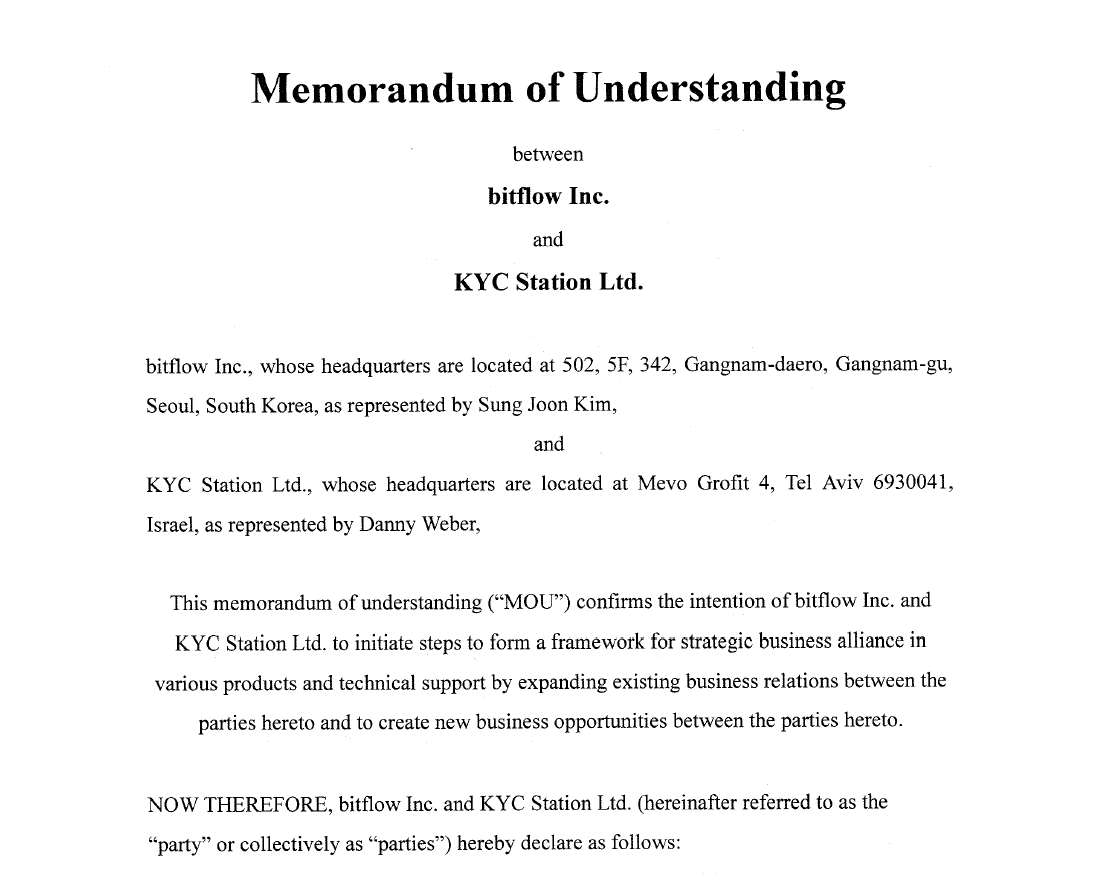 Memorandum of Understanding
between
bitflow Inc.
and
KYC Station Ltd.
bitflow Inc., whose headquarters are located at 502, 5F, 342, Gangnam-daero, Gangnam-gu,
Seoul, South Korea, as represented by Sung Joon Kim,
and
KYC Station Ltd., whose headquarters are located at Mevo Grofit 4, Tel Aviv 6930041,
Israel, as represented by Danny Weber,
This memorandum of understanding (“MOU”) confirms the intention of bitflow Inc. and
KYC Station Ltd. to initiate steps to form a framework for strategic business alliance in
various products and technical support by expanding existing business relations between the
parties hereto and to create new business opportunities between the parties hereto.
NOW THEREFORE, bitflow Inc. and KYC Station Ltd. (hereinafter referred to as the
“party” or collectively as “parties”) hereby declare as follows: